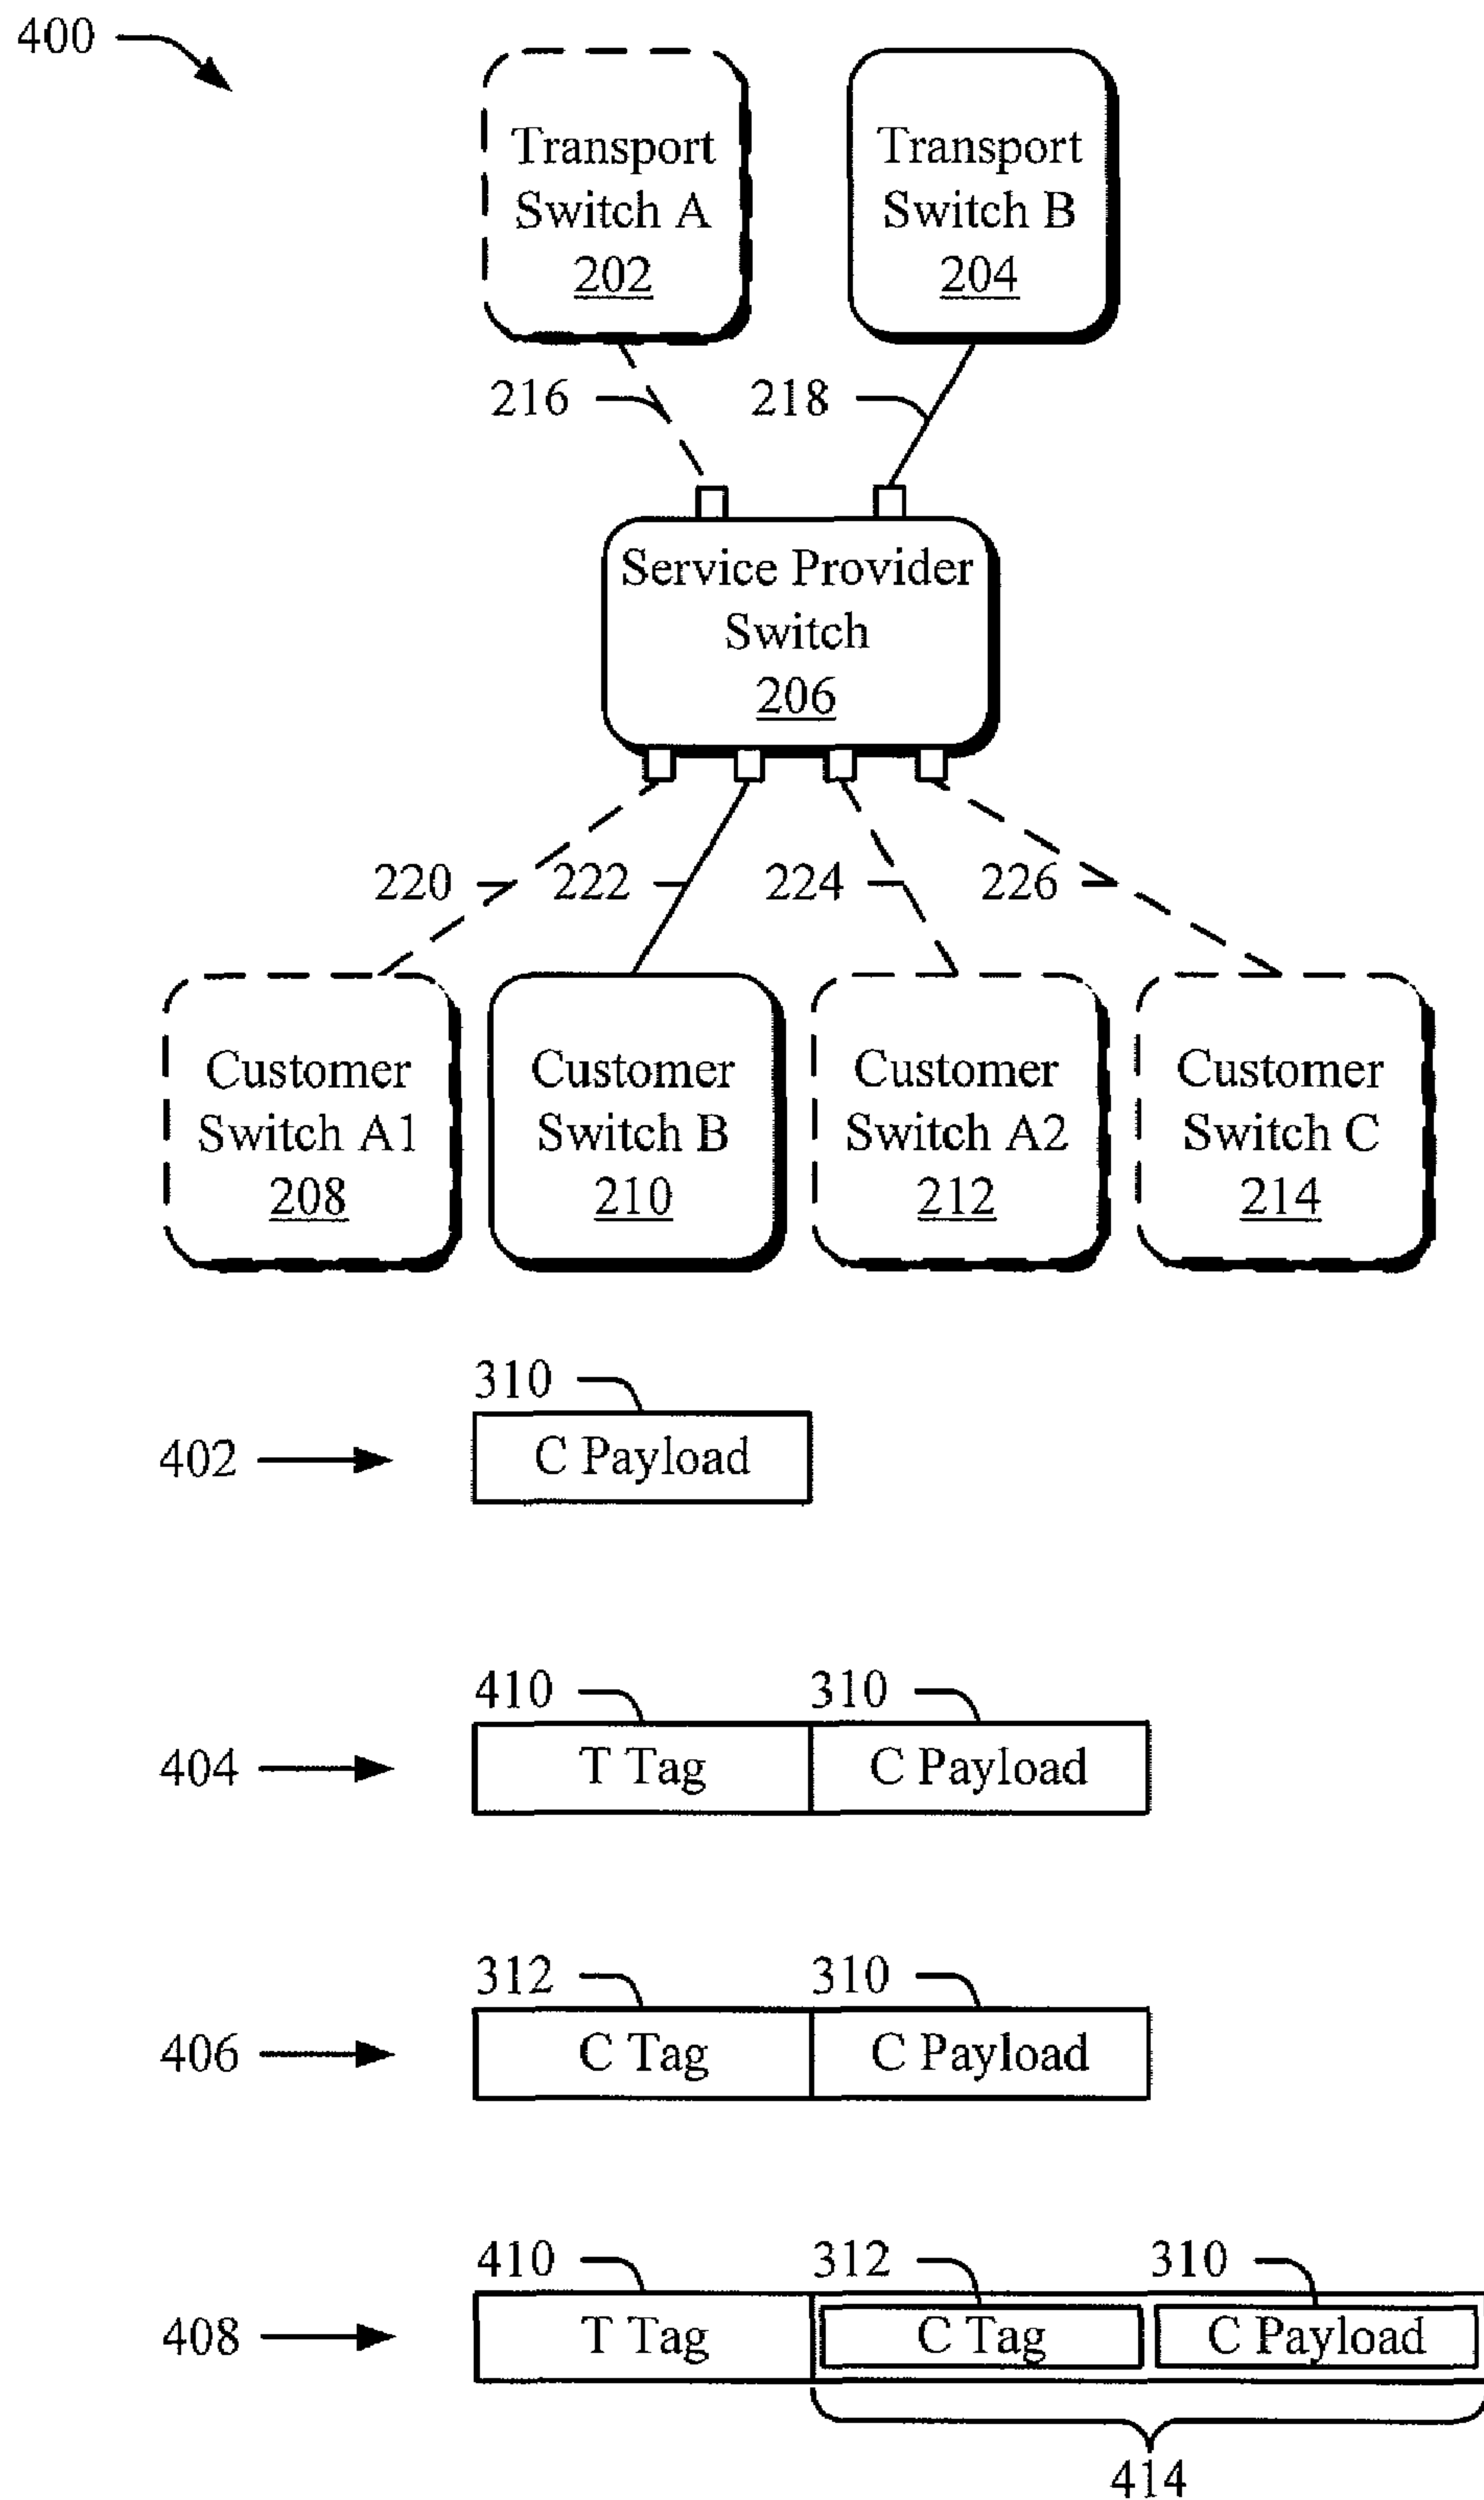 400
Transport
Switch A
202
Transport
Switch B
204
216
218
Service Provider
Switch
206
220
222
224
226
Customer
Switch A1
208
Customer
Switch B
210
Customer
Switch A2
212
Customer
Switch C
214
310
402
C Payload
410
310
404
T Tag
C Payload
312
310
406
C Tag
C Payload
410
312
310
408
T Tag
C Tag
C Payload
414